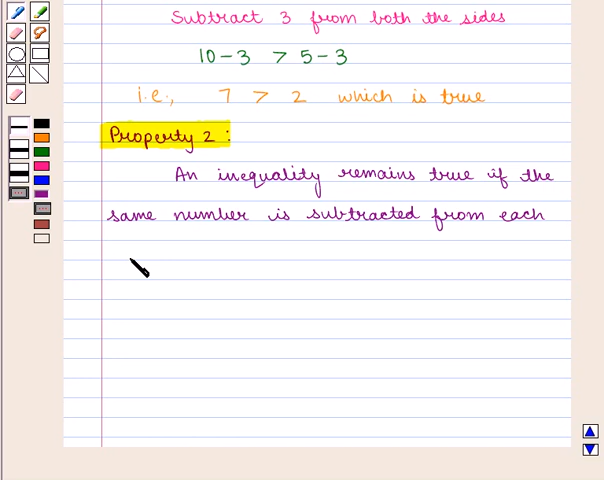 Subtract 3 from both the sides
10-3 > 5-3
i.e., 7 > 2 which is true
Property 2:
An inequality remains true if the
same number is subtracted from each